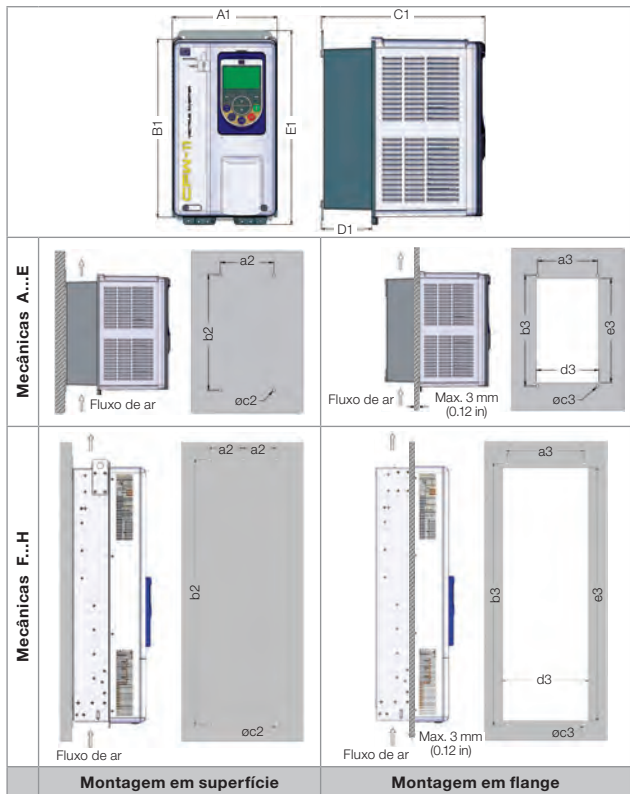 A1
C1
B1
E1
CFW-11
D1
Mecânicas A...E
a2
b2
øc2
Fluxo de ar
a3
b3
e3
d3
øc3
Fluxo de ar
Max. 3 mm
(0.12 in)
Mecânicas F...H
a2
a2
b2
øc2
Fluxo de ar
a3
b3
e3
d3
øc3
Max. 3 mm
(0.12 in)
Fluxo de ar
Montagem em superfície
Montagem em flange